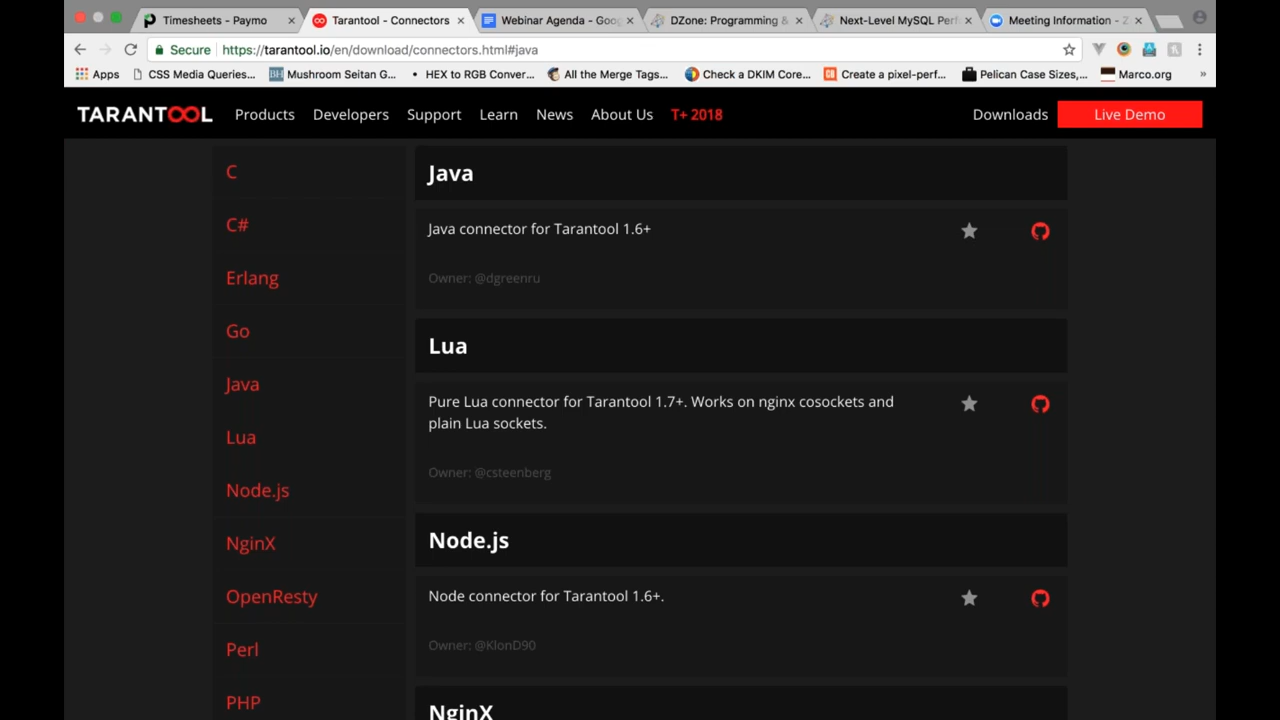 Timesheets - Paymo
Tarantool - Connectors
Webinar Agenda - Goog
DZone: Programming &
Next-Level MySQL Perf
Meeting Information - Z
Secure
https://tarantool.io/en/download/connectors.html#java
Apps
CSS Media Queries...
Mushroom Seitan G...
HEX to RGB Conver...
All the Merge Tags...
Check a DKIM Core...
Create a pixel-perf...
Pelican Case Sizes,...
Marco.org
»
TARANTOOL
Products
Developers
Support
Learn
News
About Us
T+ 2018
Downloads
Live Demo
C
C#
Erlang
Go
Java
Lua
Node.js
NginX
OpenResty
Perl
PHP
Java
Java connector for Tarantool 1.6+
Owner: @dgreenru
Lua
Pure Lua connector for Tarantool 1.7+. Works on nginx cosockets and
plain Lua sockets.
Owner: @csteenberg
Node.js
Node connector for Tarantool 1.6+.
Owner: @KlonD90
NginX